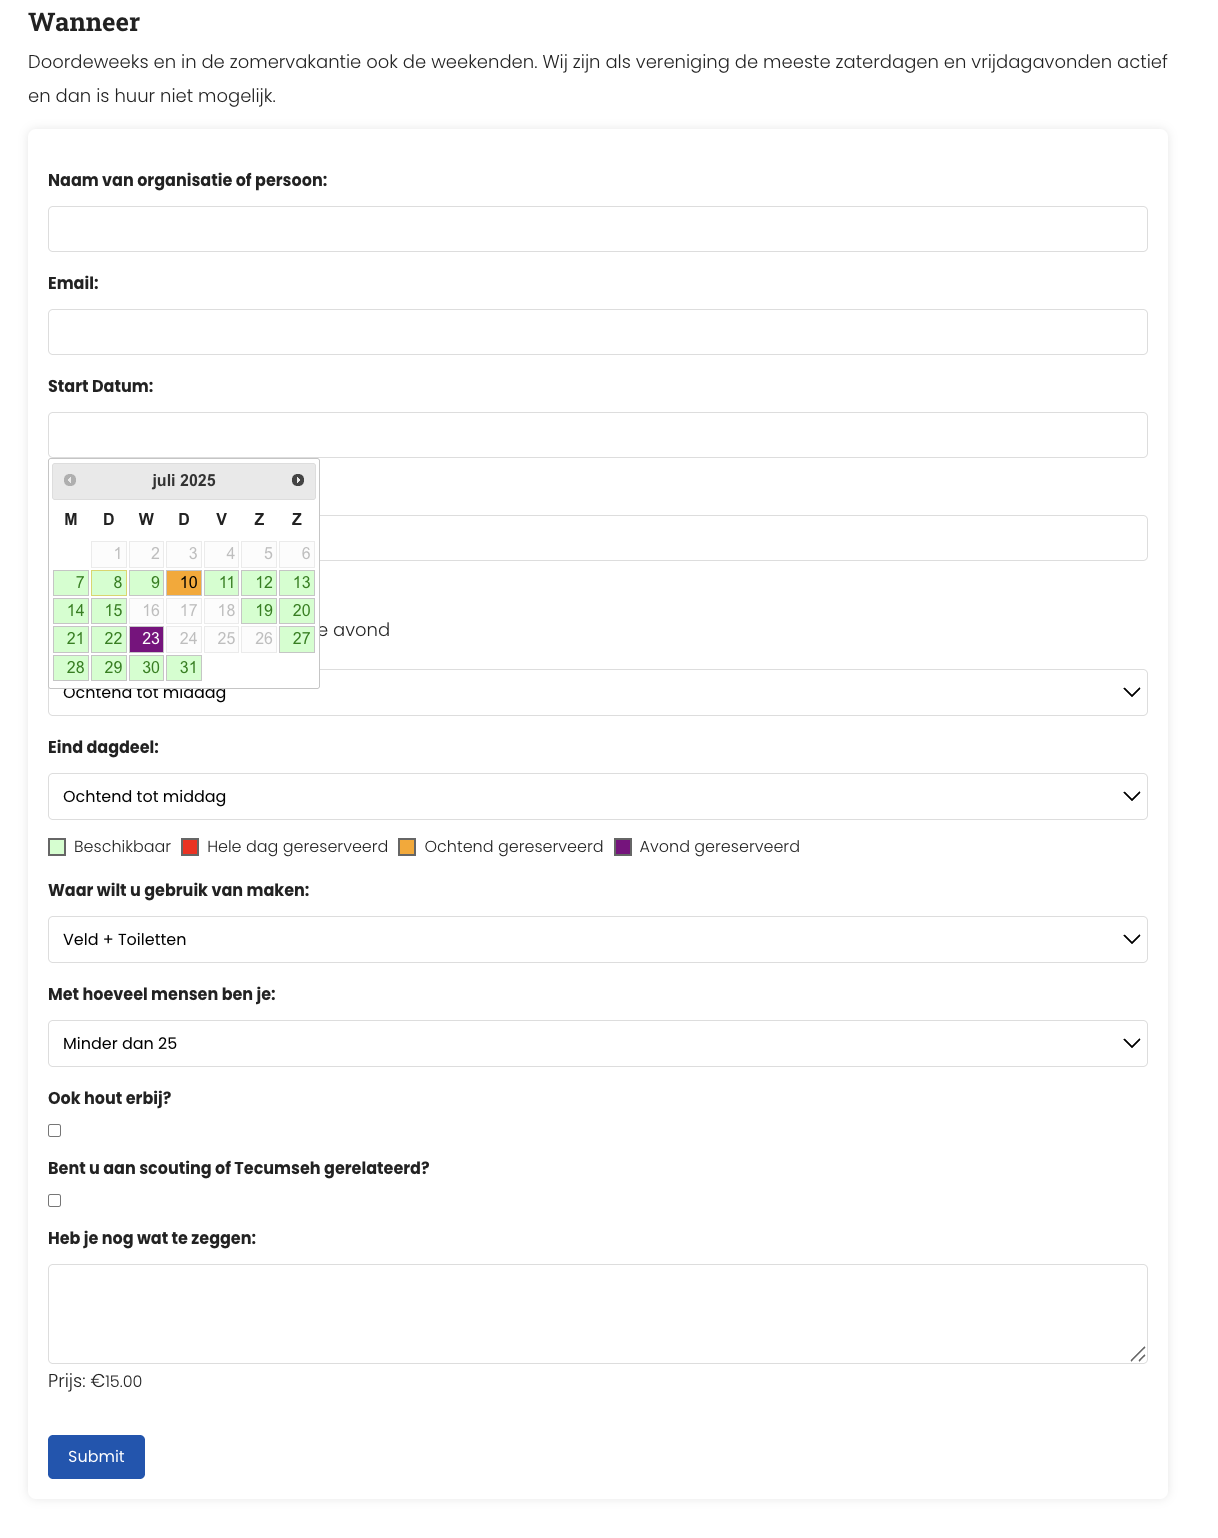 Wanneer
Doordeweeks en in de zomervakantie ook de weekenden. Wij zijn als vereniging de meeste zaterdagen en vrijdagavonden actief
en dan is huur niet mogelijk.
Naam van organisatie of persoon:
Email:
Start Datum:
juli 2025
M D W D V Z Z
1 2 3 4 5 6
7 8 9 10 11 12 13
14 15 16 17 18 19 20
21 22 23 24 25 26 27
28 29 30 31
e avond
Ochtend tot middag
Eind dagdeel:
Ochtend tot middag
Beschikbaar Hele dag gereserveerd Ochtend gereserveerd Avond gereserveerd
Waar wilt u gebruik van maken:
Veld + Toiletten
Met hoeveel mensen ben je:
Minder dan 25
Ook hout erbij?
Bent u aan scouting of Tecumseh gerelateerd?
Heb je nog wat te zeggen:
Prijs: €15.00
Submit